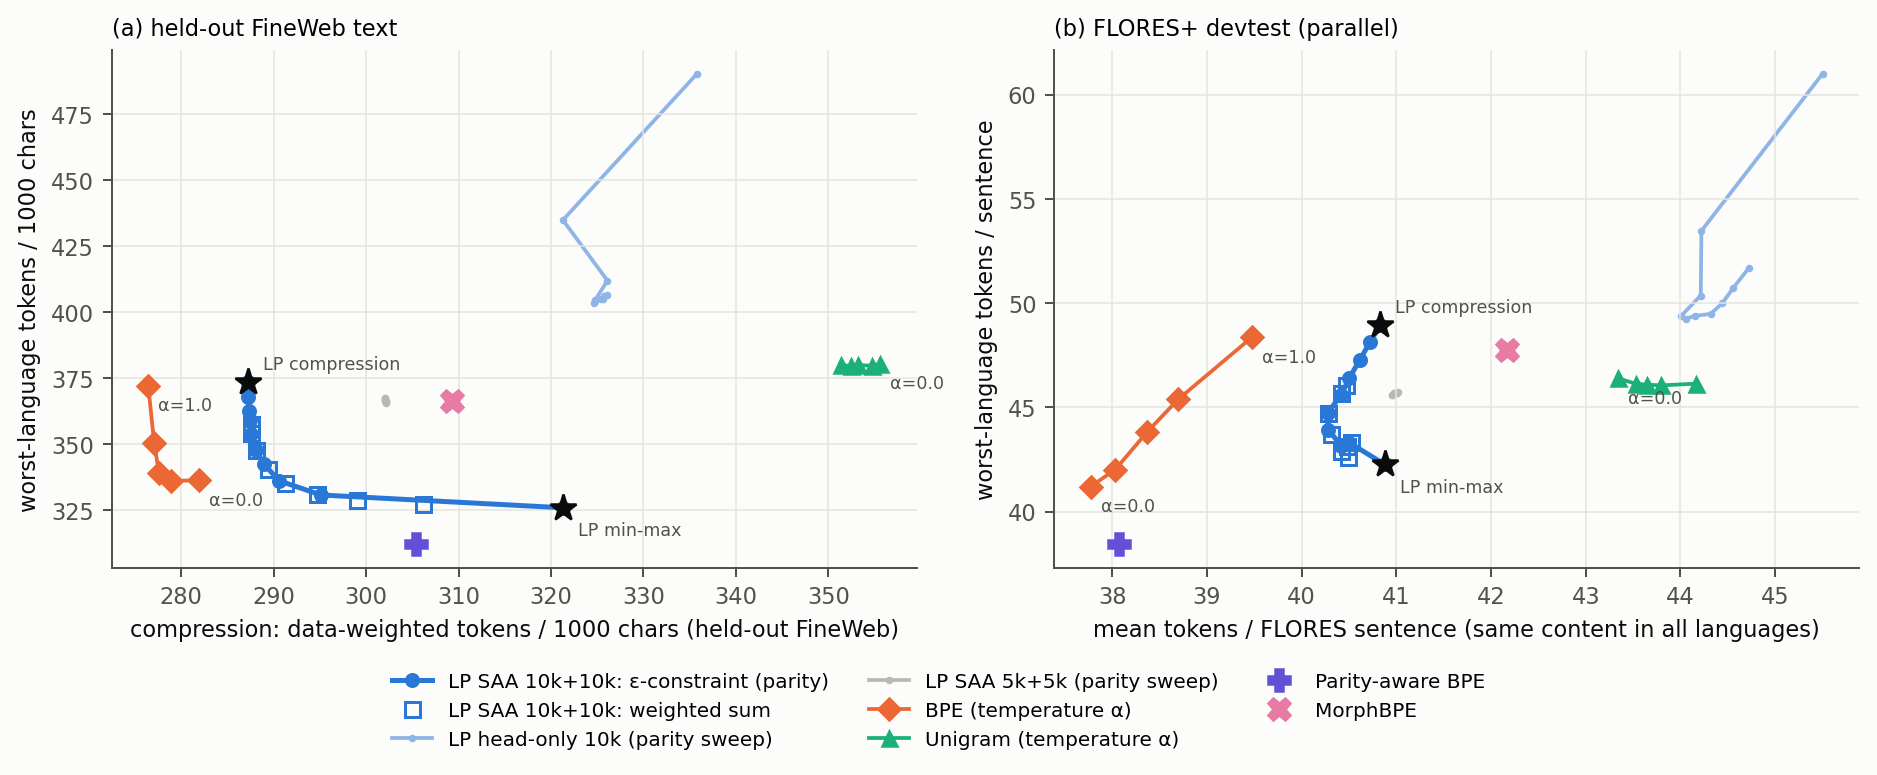 (a) held-out FineWeb text
worst-language tokens / 1000 chars
475
450
425
400
375
350
325
LP compression
α=1.0
α=0.0
LP min-max
α=0.0
280 290 300 310 320 330 340 350
compression: data-weighted tokens / 1000 chars (held-out FineWeb)
(b) FLORES+ devtest (parallel)
worst-language tokens / sentence
60
55
50
45
40
LP compression
α=1.0
α=0.0
α=0.0
LP min-max
38 39 40 41 42 43 44 45
mean tokens / FLORES sentence (same content in all languages)
LP SAA 10k+10k: ε-constraint (parity)
LP SAA 10k+10k: weighted sum
LP head-only 10k (parity sweep)
LP SAA 5k+5k (parity sweep)
BPE (temperature α)
Unigram (temperature α)
Parity-aware BPE
MorphBPE